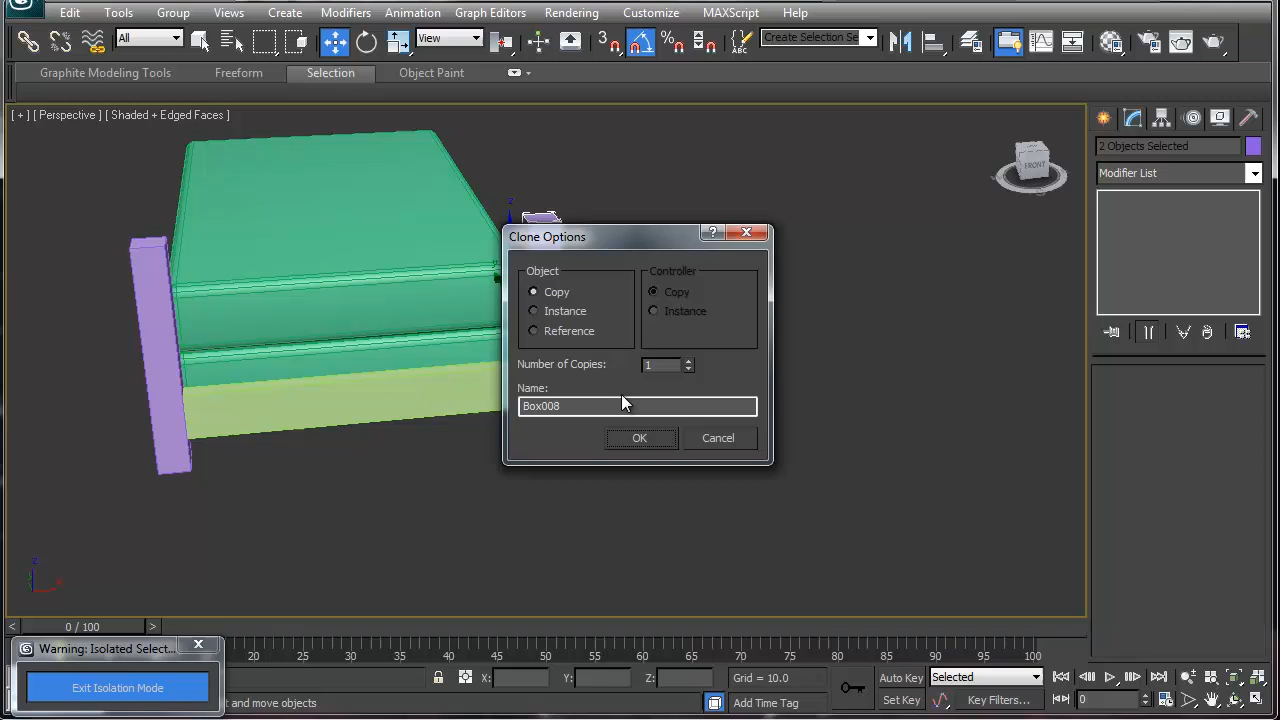 Edit Tools Group Views Create Modifiers Animation Graph Editors Rendering Customize MAXScript Help
All View 3 Create Selection Se
Graphite Modeling Tools Freeform Selection Object Paint
[ + ] [ Perspective ] [ Shaded + Edged Faces ]
FRONT
2 Objects Selected
Modifier List
z
Clone Options
Object Controller
Copy Copy
Instance Instance
Reference
Number of Copies: 1
Name:
Box008
OK Cancel
z
x
< 0 / 100 >
Warning: Isolated Select...
Exit Isolation Mode
20 25 30 35 40 45 50 55 60 65 70 75 80 85 90 95 100
X: Y: Z: Grid = 10.0 Auto Key Selected
and move objects Add Time Tag Set Key Key Filters... 0